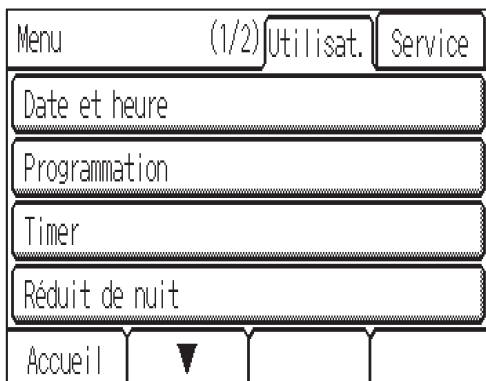 Menu (1/2) Utilisat. Service
Date et heure
Programmation
Timer
Réduit de nuit
Accueil ▼